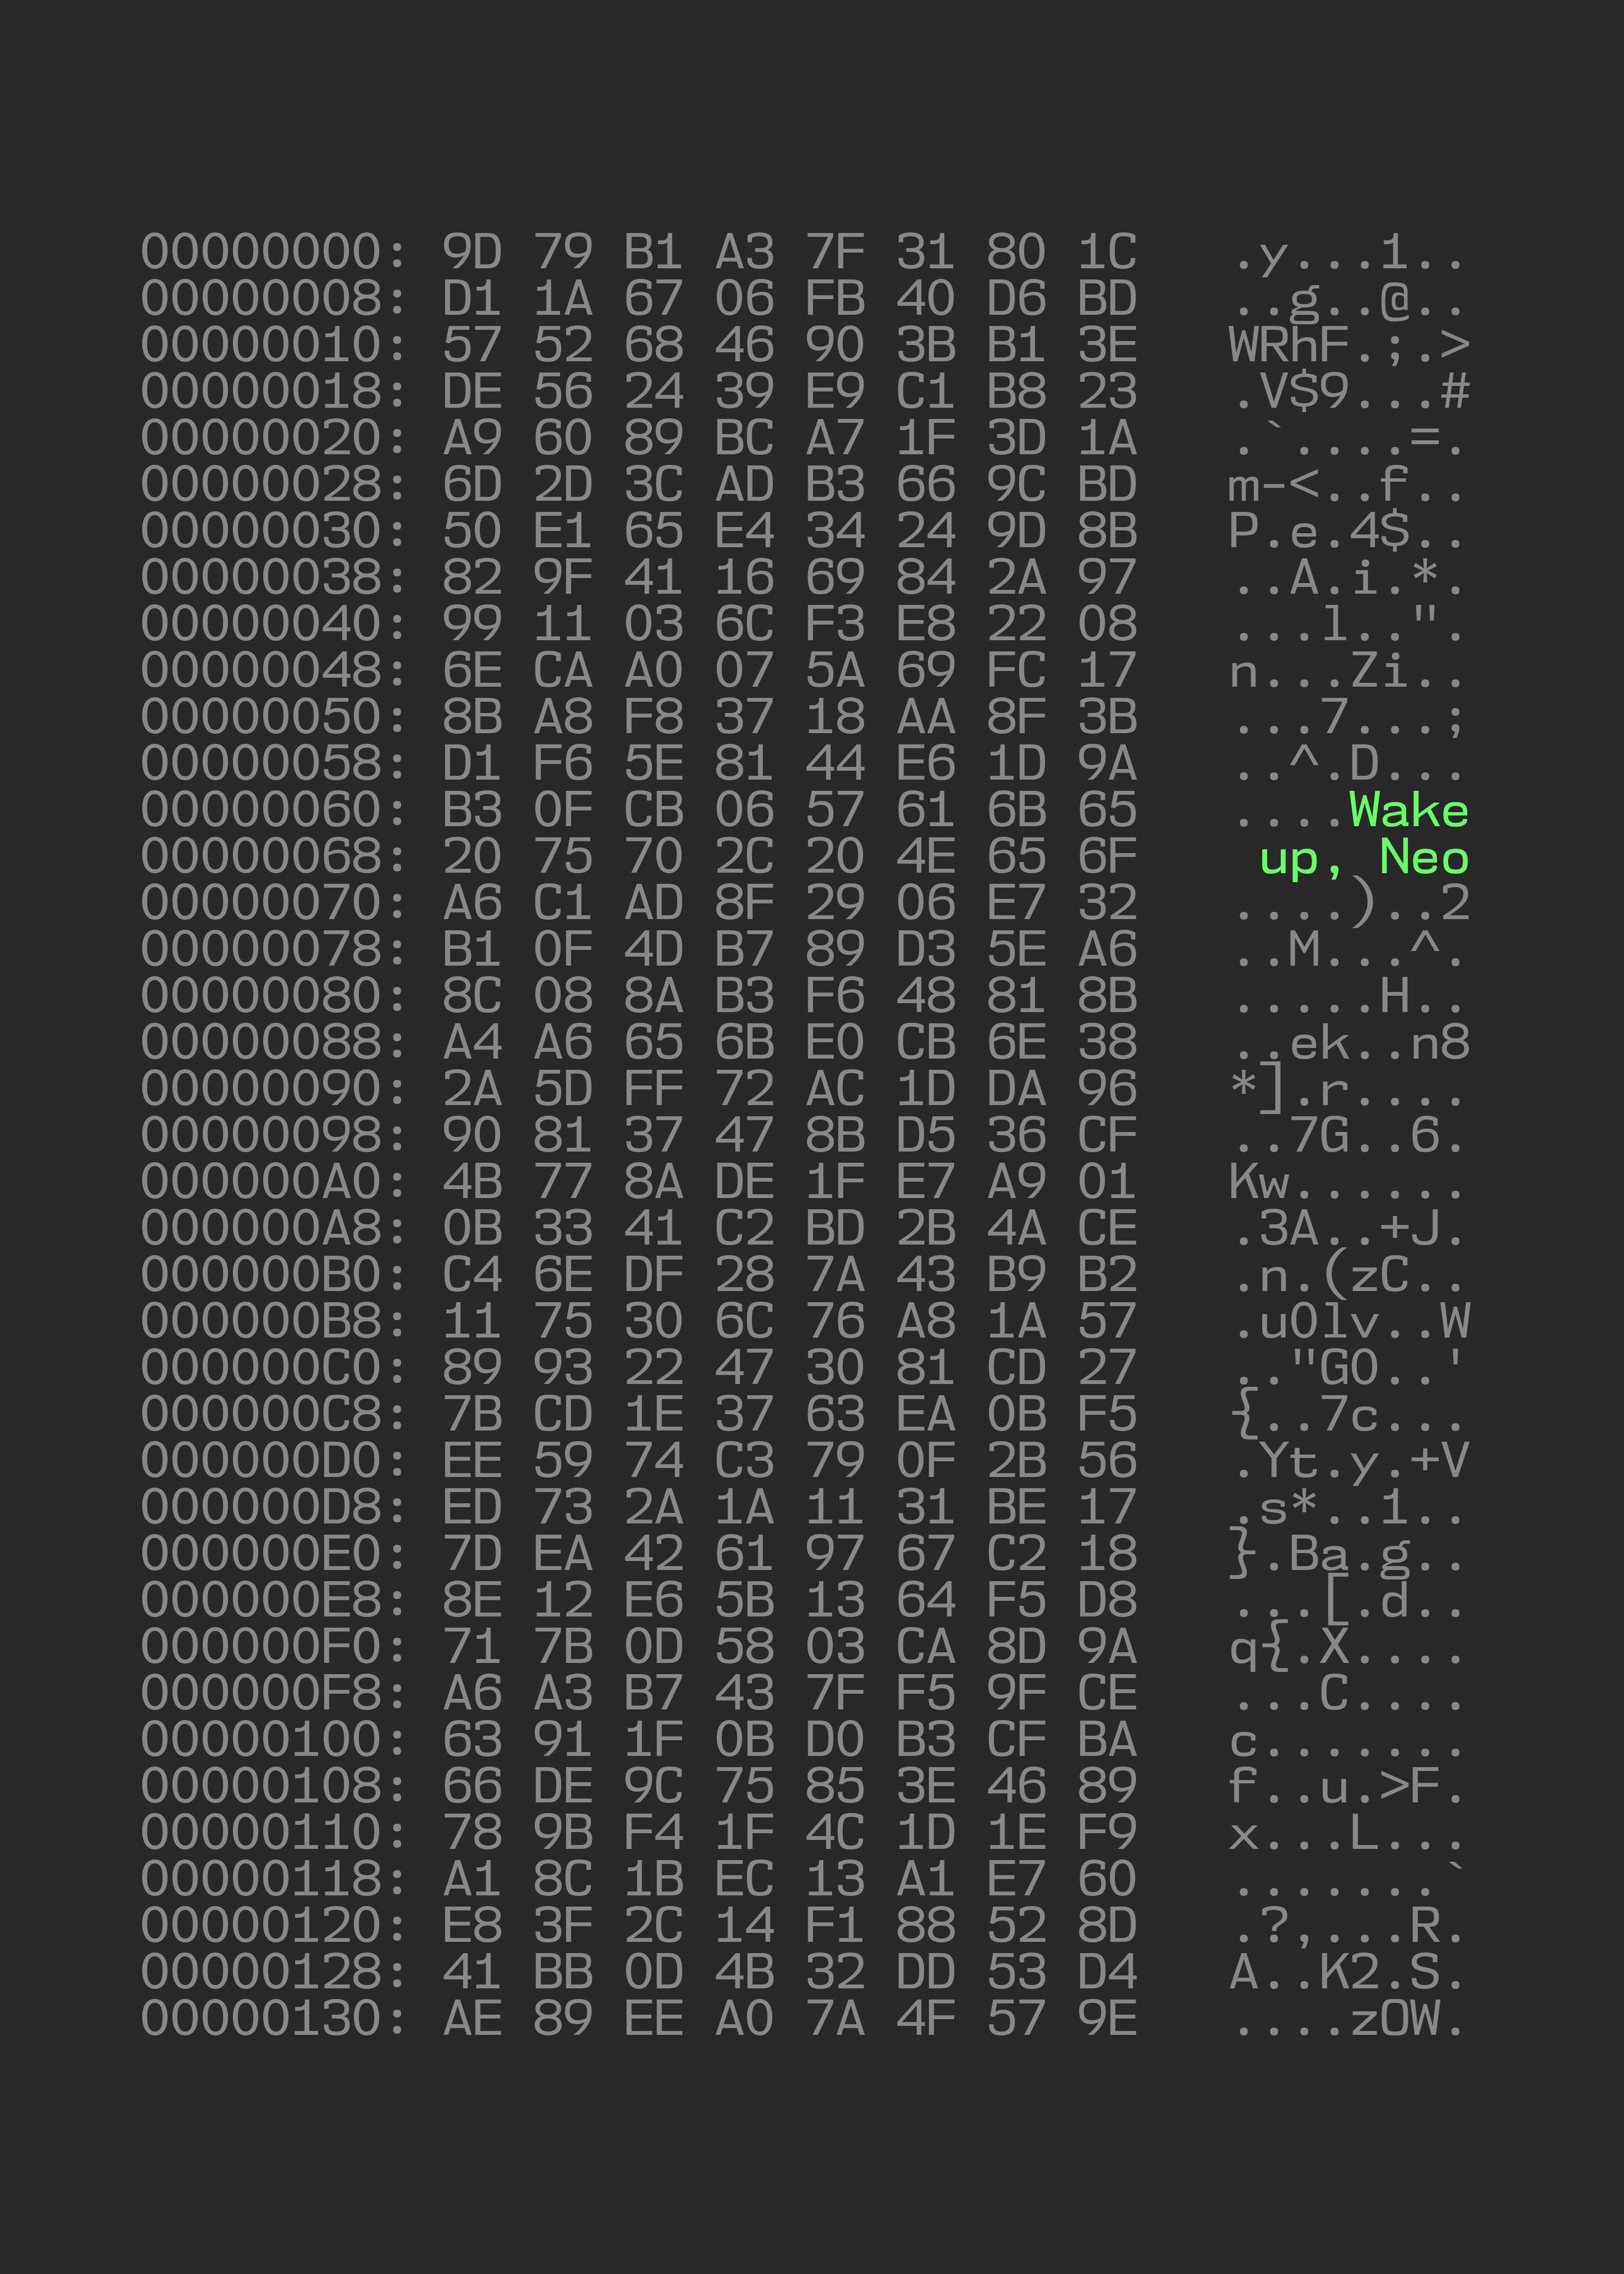 00000000: 9D 79 B1 A3 7F 31 80 1C   .y...1..
00000008: D1 1A 67 06 FB 40 D6 BD   ..g..@..
00000010: 57 52 68 46 90 3B B1 3E   WRhF.;.>
00000018: DE 56 24 39 E9 C1 B8 23   .V$9...#
00000020: A9 60 89 BC A7 1F 3D 1A   .`....=.
00000028: 6D 2D 3C AD B3 66 9C BD   m-<..f..
00000030: 50 E1 65 E4 34 24 9D 8B   P.e.4$..
00000038: 82 9F 41 16 69 84 2A 97   ..A.i.*.
00000040: 99 11 03 6C F3 E8 22 08   ...l..".
00000048: 6E CA A0 07 5A 69 FC 17   n...Zi..
00000050: 8B A8 F8 37 18 AA 8F 3B   ...7...;
00000058: D1 F6 5E 81 44 E6 1D 9A   ..^.D...
00000060: B3 0F CB 06 57 61 6B 65   ....Wake
00000068: 20 75 70 2C 20 4E 65 6F    up, Neo
00000070: A6 C1 AD 8F 29 06 E7 32   ....)..2
00000078: B1 0F 4D B7 89 D3 5E A6   ..M...^.
00000080: 8C 08 8A B3 F6 48 81 8B   .....H..
00000088: A4 A6 65 6B E0 CB 6E 38   ..ek..n8
00000090: 2A 5D FF 72 AC 1D DA 96   *].r....
00000098: 90 81 37 47 8B D5 36 CF   ..7G..6.
000000A0: 4B 77 8A DE 1F E7 A9 01   Kw......
000000A8: 0B 33 41 C2 BD 2B 4A CE   .3A..+J.
000000B0: C4 6E DF 28 7A 43 B9 B2   .n.(zC..
000000B8: 11 75 30 6C 76 A8 1A 57   .u0lv..W
000000C0: 89 93 22 47 30 81 CD 27   .."G0..'
000000C8: 7B CD 1E 37 63 EA 0B F5   {..7c...
000000D0: EE 59 74 C3 79 0F 2B 56   .Yt.y.+V
000000D8: ED 73 2A 1A 11 31 BE 17   .s*..1..
000000E0: 7D EA 42 61 97 67 C2 18   }.Ba.g..
000000E8: 8E 12 E6 5B 13 64 F5 D8   ...[.d..
000000F0: 71 7B 0D 58 03 CA 8D 9A   q{.X....
000000F8: A6 A3 B7 43 7F F5 9F CE   ...C....
00000100: 63 91 1F 0B D0 B3 CF BA   c.......
00000108: 66 DE 9C 75 85 3E 46 89   f..u.>F.
00000110: 78 9B F4 1F 4C 1D 1E F9   x...L...
00000118: A1 8C 1B EC 13 A1 E7 60   .......`
00000120: E8 3F 2C 14 F1 88 52 8D   .?,...R.
00000128: 41 BB 0D 4B 32 DD 53 D4   A..K2.S.
00000130: AE 89 EE A0 7A 4F 57 9E   ....zOW.